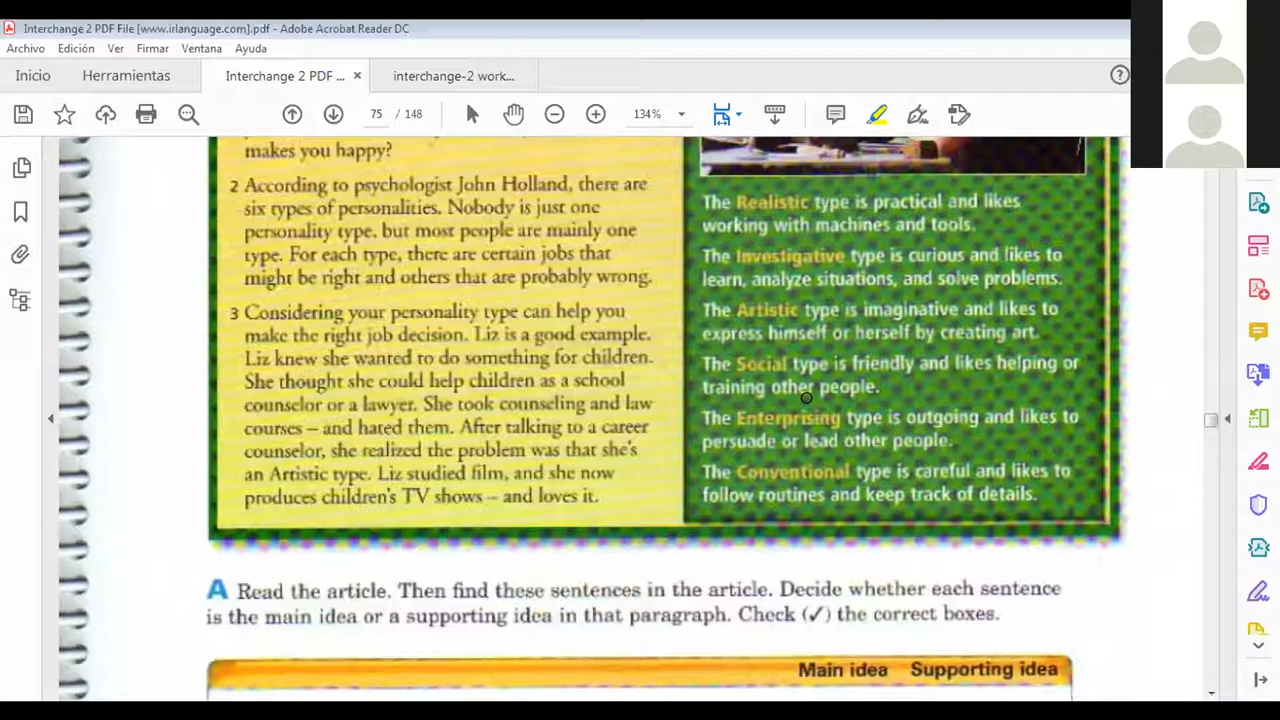 Interchange 2 PDF File [www.irlanguage.com].pdf - Adobe Acrobat Reader DC
Archivo Edición Ver Firmar Ventana Ayuda
Inicio Herramientas Interchange 2 PDF ... × interchange-2 work...
75 / 148 134%
makes you happy?
2 According to psychologist John Holland, there are
six types of personalities. Nobody is just one
personality type, but most people are mainly one
type. For each type, there are certain jobs that
might be right and others that are probably wrong.
3 Considering your personality type can help you
make the right job decision. Liz is a good example.
Liz knew she wanted to do something for children.
She thought she could help children as a school
counselor or a lawyer. She took counseling and law
courses – and hated them. After talking to a career
counselor, she realized the problem was that she's
an Artistic type. Liz studied film, and she now
produces children's TV shows – and loves it.
The Realistic type is practical and likes
working with machines and tools.
The Investigative type is curious and likes to
learn, analyze situations, and solve problems.
The Artistic type is imaginative and likes to
express himself or herself by creating art.
The Social type is friendly and likes helping or
training other people.
The Enterprising type is outgoing and likes to
persuade or lead other people.
The Conventional type is careful and likes to
follow routines and keep track of details.
A Read the article. Then find these sentences in the article. Decide whether each sentence
is the main idea or a supporting idea in that paragraph. Check (✓) the correct boxes.
Main idea Supporting idea